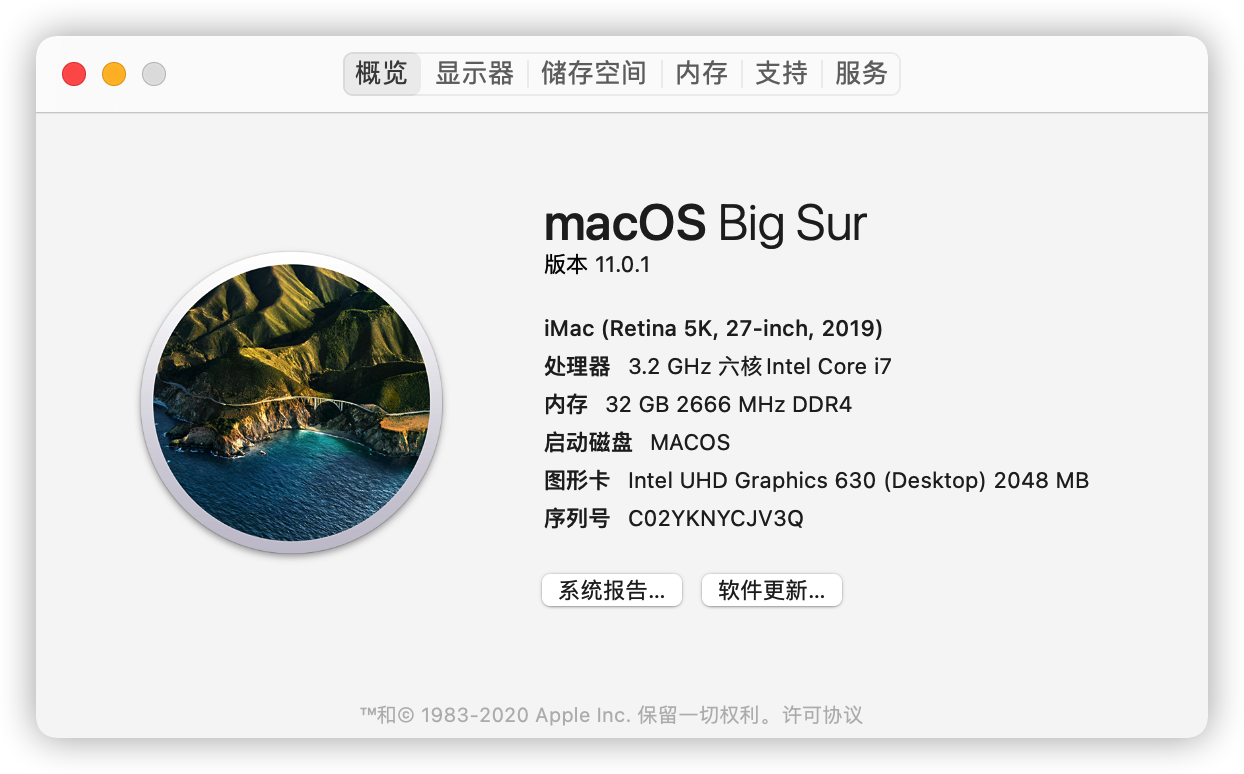 概览 显示器 储存空间 内存 支持 服务
macOS Big Sur
版本 11.0.1
iMac (Retina 5K, 27-inch, 2019)
处理器 3.2 GHz 六核Intel Core i7
内存 32 GB 2666 MHz DDR4
启动磁盘 MACOS
图形卡 Intel UHD Graphics 630 (Desktop) 2048 MB
序列号 C02YKNYCJV3Q
系统报告... 软件更新...
™和© 1983-2020 Apple Inc. 保留一切权利。许可协议